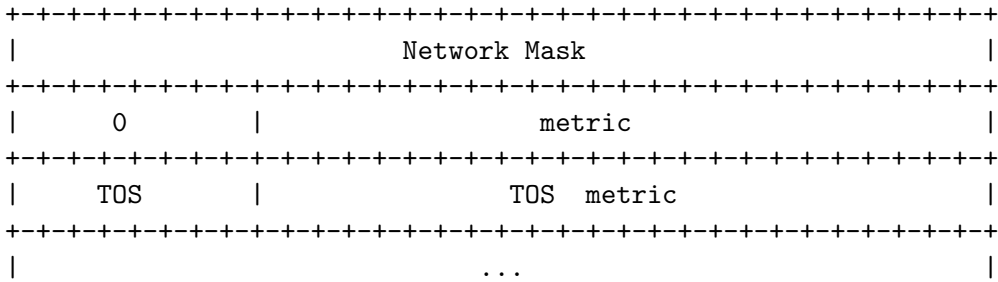 +-+-+-+-+-+-+-+-+-+-+-+-+-+-+-+-+-+-+-+-+-+-+-+-+-+-+-+-+-+-+-+-+
|                         Network Mask                          |
+-+-+-+-+-+-+-+-+-+-+-+-+-+-+-+-+-+-+-+-+-+-+-+-+-+-+-+-+-+-+-+-+
|      0        |                  metric                       |
+-+-+-+-+-+-+-+-+-+-+-+-+-+-+-+-+-+-+-+-+-+-+-+-+-+-+-+-+-+-+-+-+
|     TOS       |                TOS  metric                    |
+-+-+-+-+-+-+-+-+-+-+-+-+-+-+-+-+-+-+-+-+-+-+-+-+-+-+-+-+-+-+-+-+
|                              ...                              |